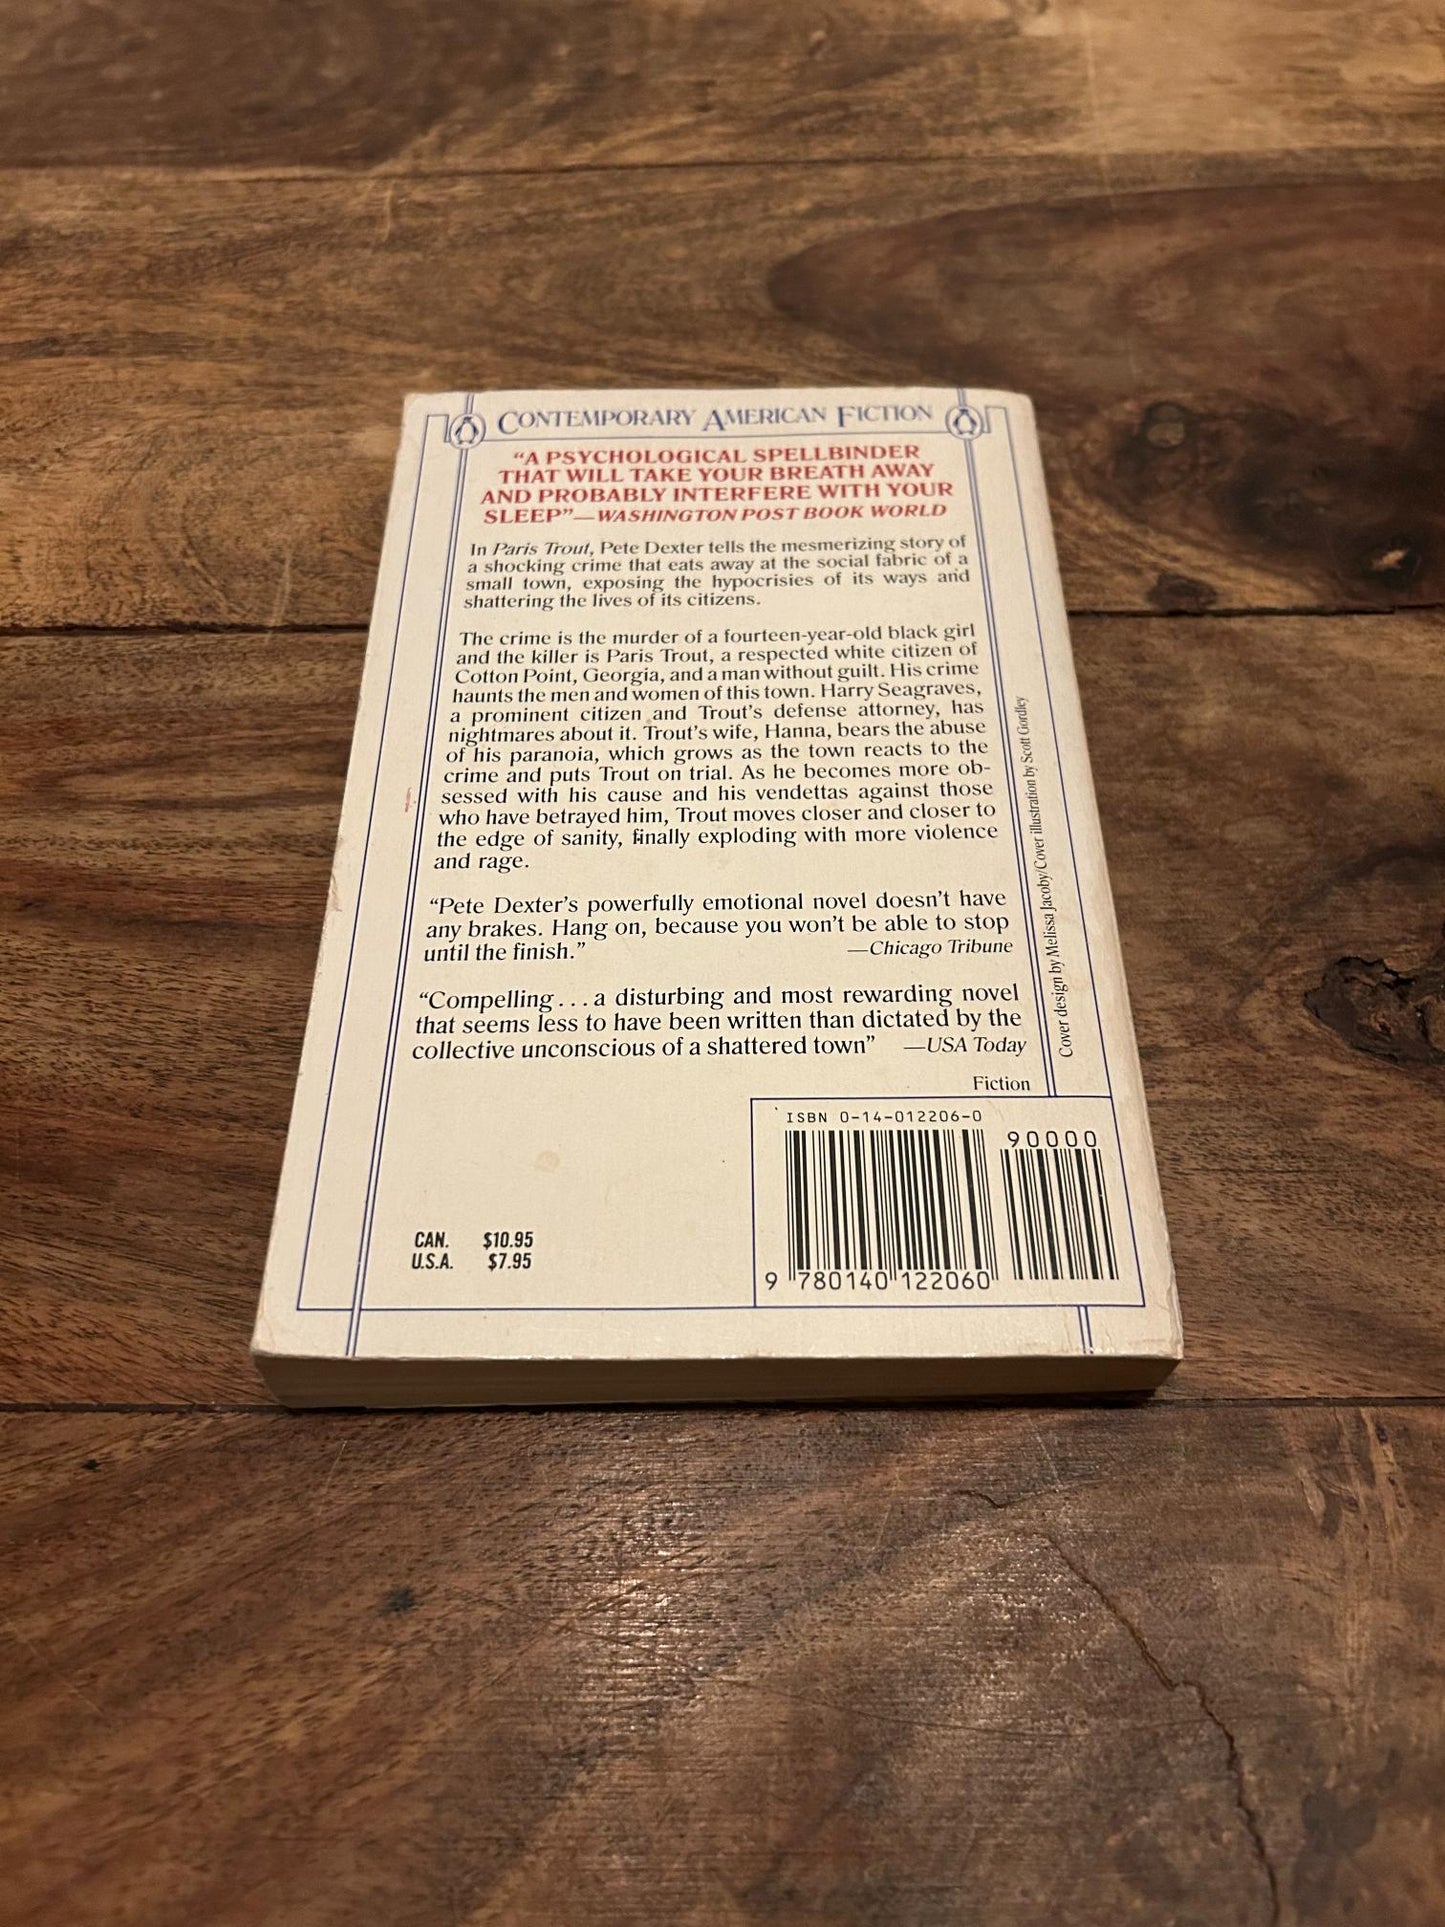 CONTEMPORARY AMERICAN FICTION
“A PSYCHOLOGICAL SPELLBINDER
THAT WILL TAKE YOUR BREATH AWAY
AND PROBABLY INTERFERE WITH YOUR
SLEEP”—WASHINGTON POST BOOK WORLD
In Paris Trout, Pete Dexter tells the mesmerizing story of
a shocking crime that eats away at the social fabric of a
small town, exposing the hypocrisies of its ways and
shattering the lives of its citizens.
The crime is the murder of a fourteen-year-old black girl
and the killer is Paris Trout, a respected white citizen of
Cotton Point, Georgia, and a man without guilt. His crime
haunts the men and women of this town. Harry Seagraves,
a prominent citizen and Trout’s defense attorney, has
nightmares about it. Trout’s wife, Hanna, bears the abuse
of his paranoia, which grows as the town reacts to the
crime and puts Trout on trial. As he becomes more ob-
sessed with his cause and his vendettas against those
who have betrayed him, Trout moves closer and closer to
the edge of sanity, finally exploding with more violence
and rage.
“Pete Dexter’s powerfully emotional novel doesn’t have
any brakes. Hang on, because you won’t be able to stop
until the finish.” —Chicago Tribune
“Compelling . . . a disturbing and most rewarding novel
that seems less to have been written than dictated by the
collective unconscious of a shattered town” —USA Today
Cover design by Melissa Jacoby/Cover illustration by Scott Gordley
Fiction
ISBN 0-14-012206-0
90000
9 780140 122060
CAN. $10.95
U.S.A. $7.95